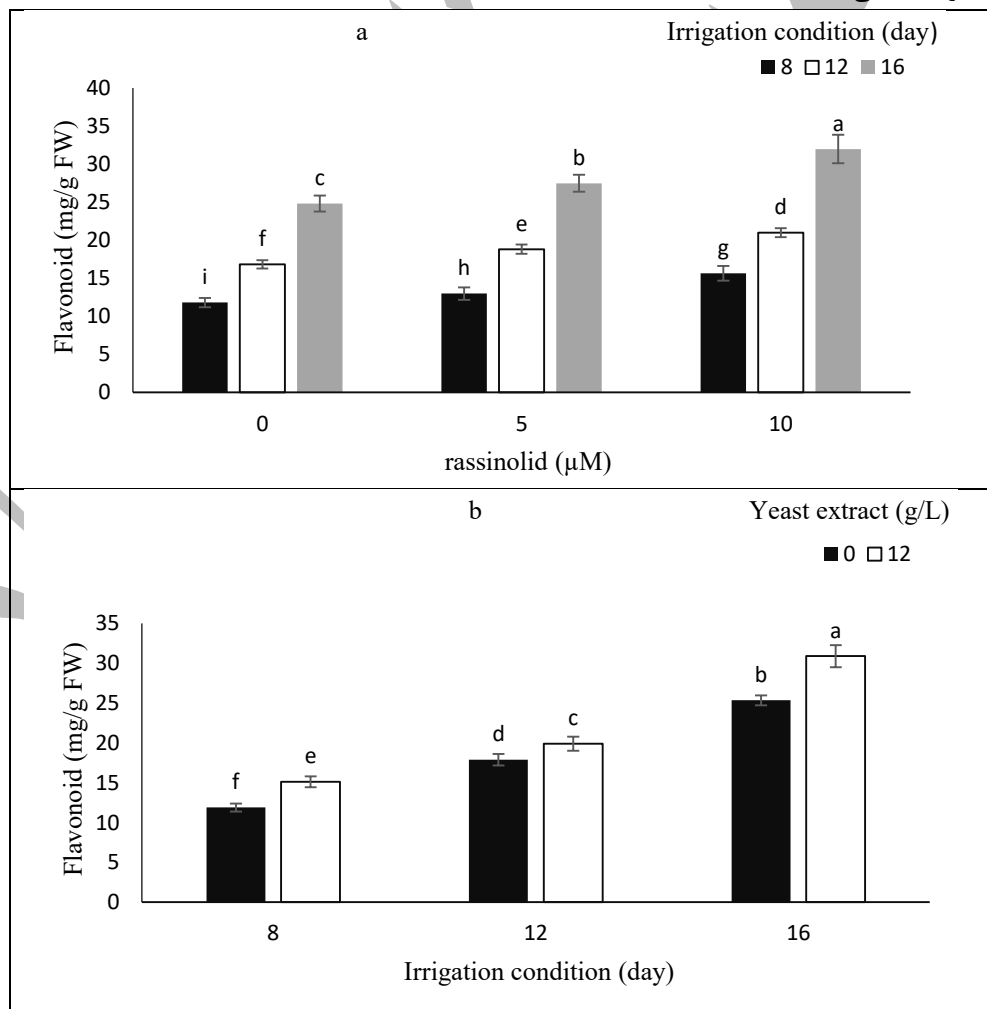 a Irrigation condition (day)
8 12 16
Flavonoid (mg/g FW)
40
35
30
25
20
15
10
5
0
i f c h e b g d a
0 5 10
rassinolid (µM)
b Yeast extract (g/L)
0 12
Flavonoid (mg/g FW)
35
30
25
20
15
10
5
0
f e d c b a
8 12 16
Irrigation condition (day)